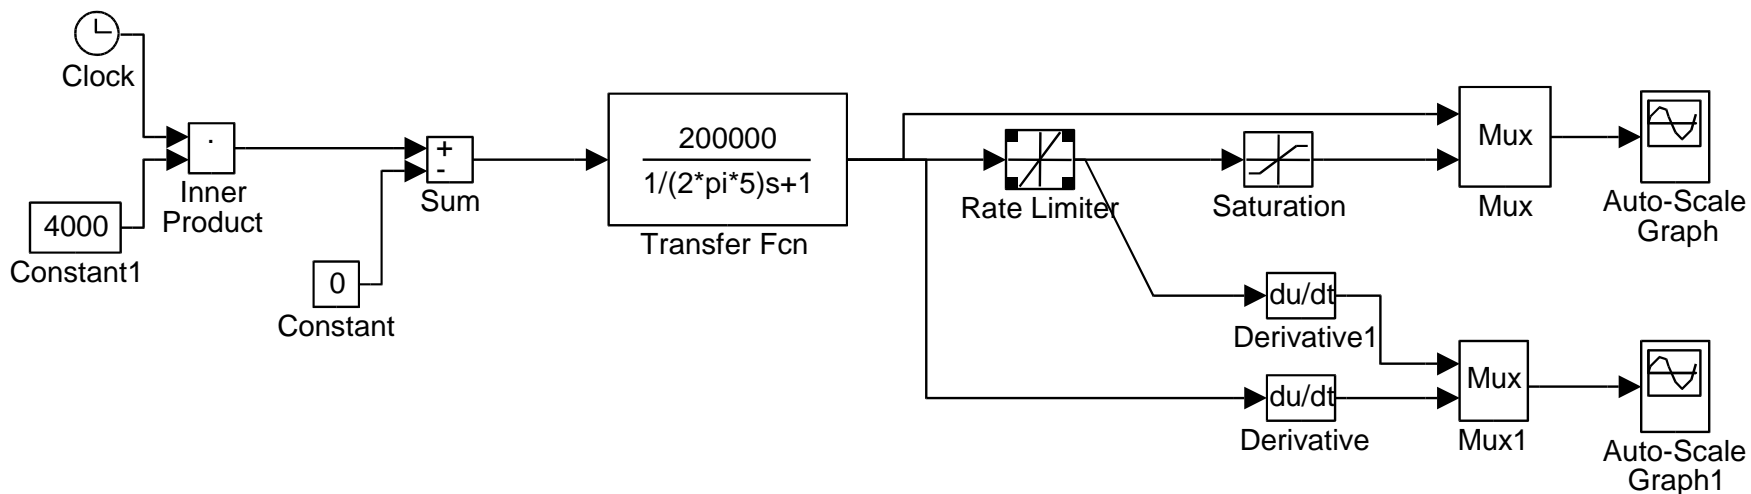 Clock
4000
Constant1
.
Inner
Product
0
Constant
+
-
Sum
200000
1/(2*pi*5)s+1
Transfer Fcn
Rate Limiter
Saturation
Mux
Mux
Auto-Scale
Graph
du/dt
Derivative1
du/dt
Derivative
Mux
Mux1
Auto-Scale
Graph1